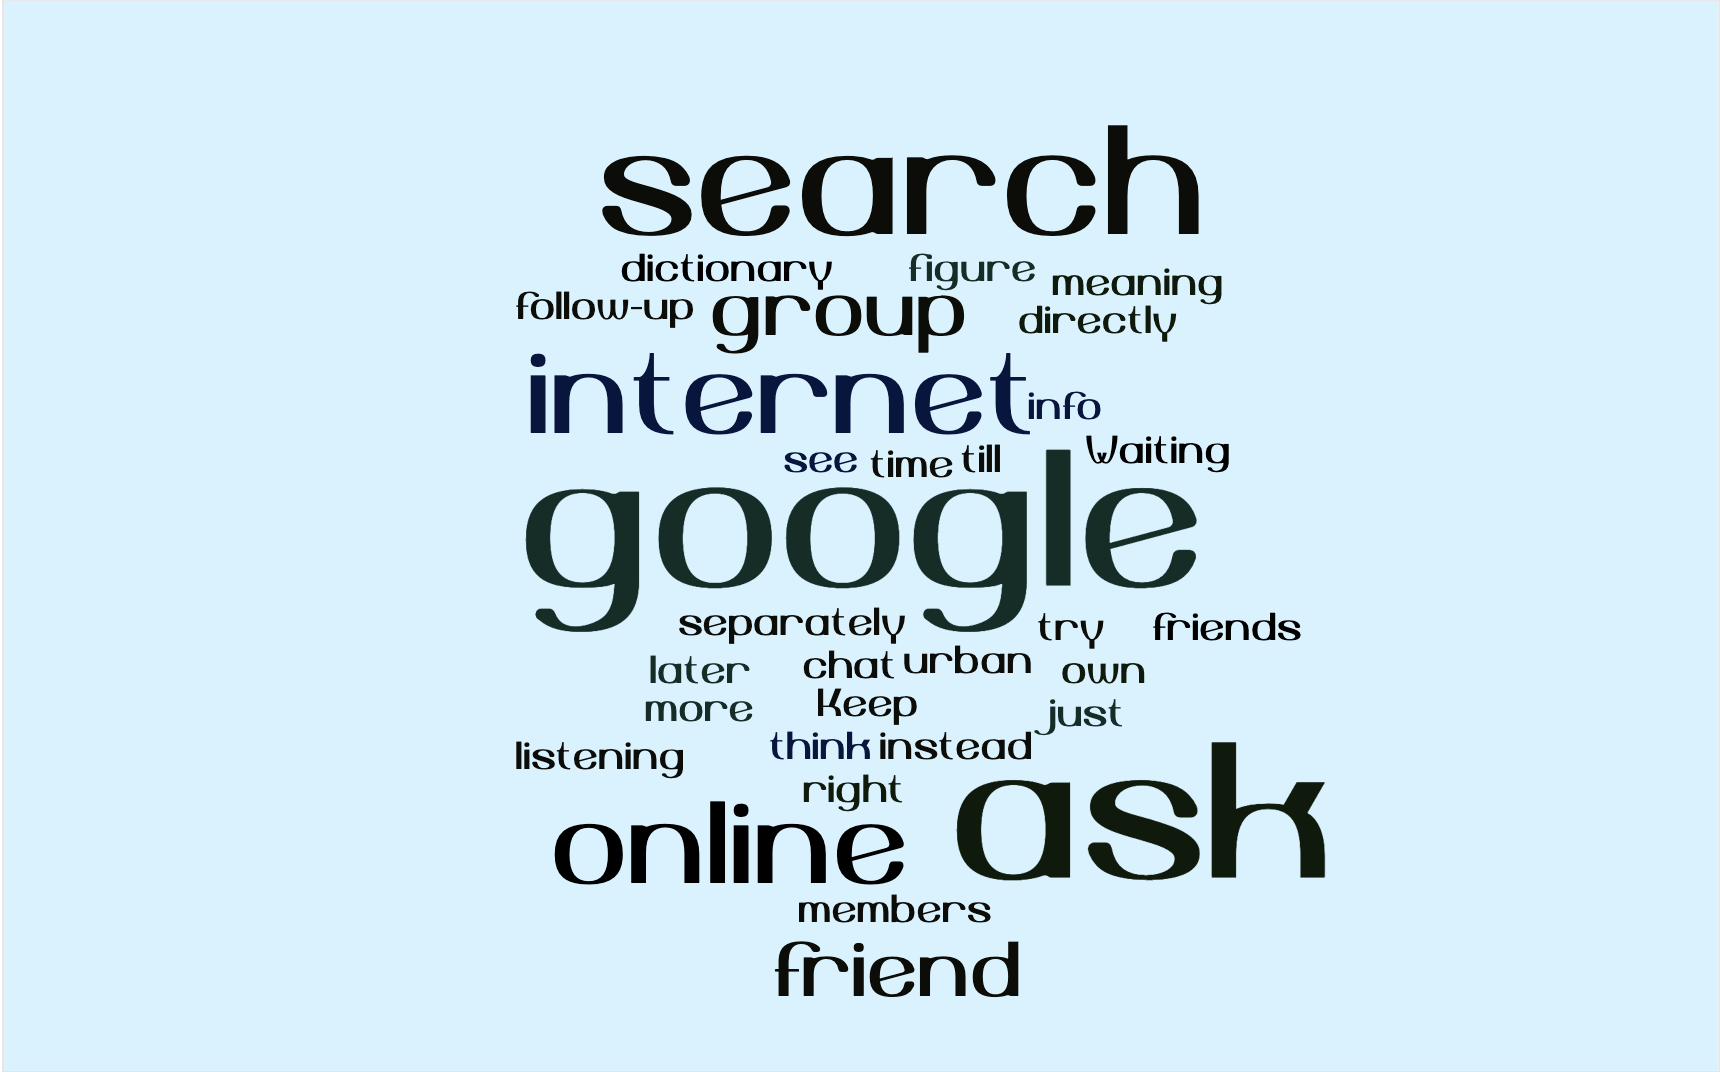 search
dictionary figure meaning
follow-up group directly
internet info
see time till Waiting
google
separately try friends
later chat urban own
more Keep just
listening think instead
right
online ask
members
friend